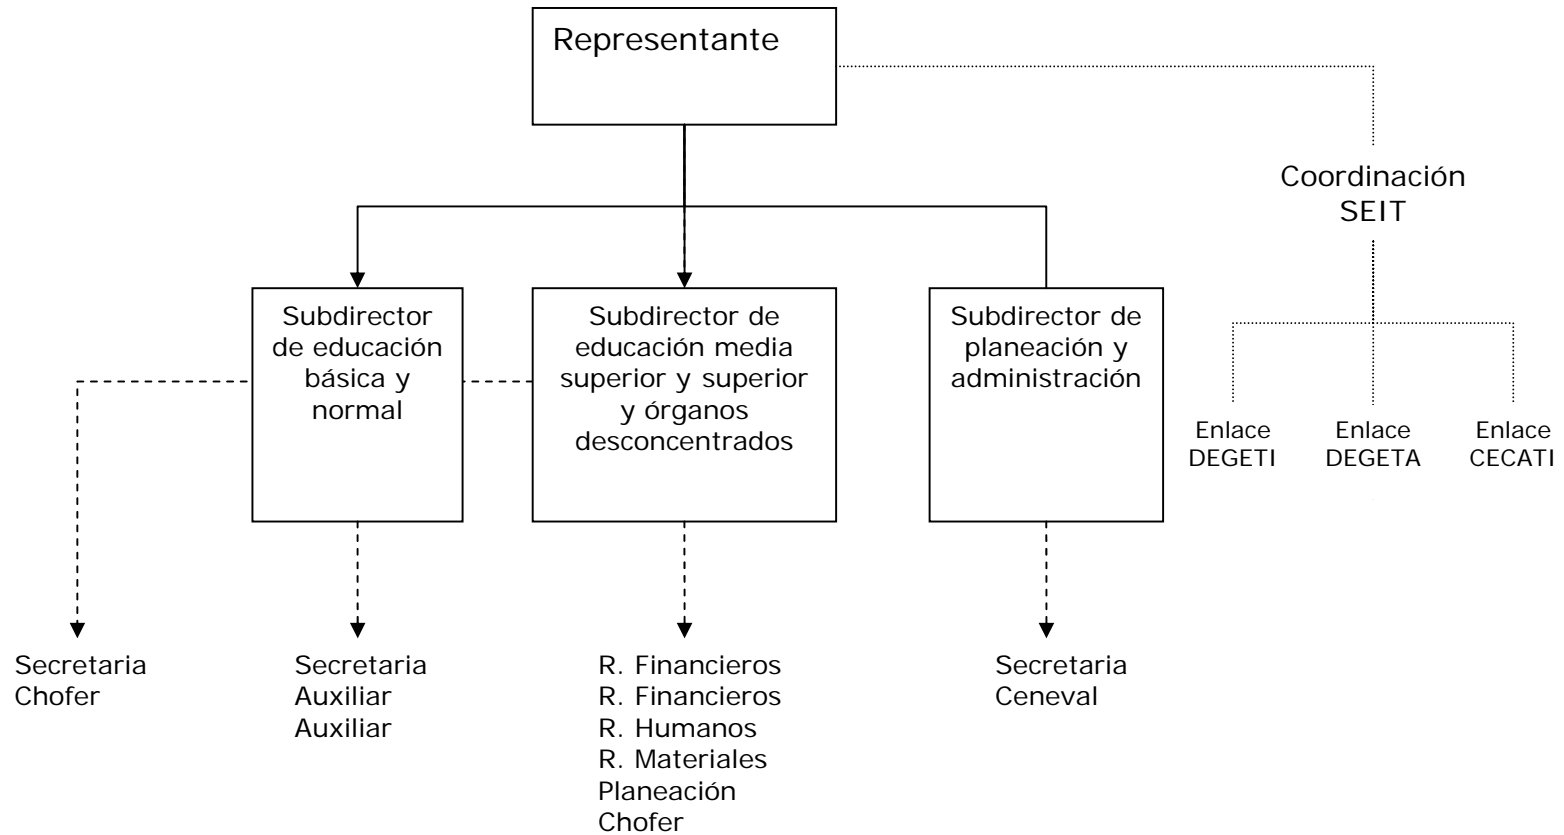 Representante
Coordinación
SEIT
Subdirector
de educación
básica y
normal
Subdirector de
educación media
superior y superior
y órganos
desconcentrados
Subdirector de
planeación y
administración
Enlace
DEGETI
Enlace
DEGETA
Enlace
CECATI
Secretaria
Chofer
Secretaria
Auxiliar
Auxiliar
R. Financieros
R. Financieros
R. Humanos
R. Materiales
Planeación
Chofer
Secretaria
Ceneval